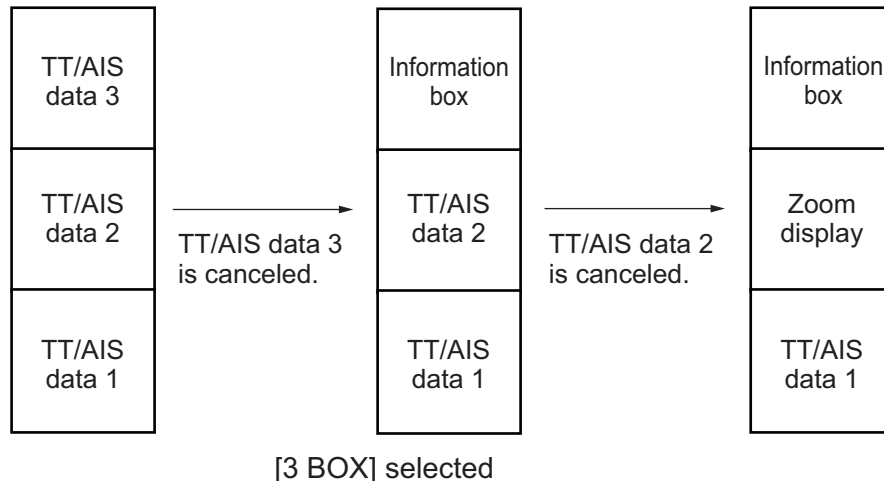 TT/AIS
data 3
TT/AIS
data 2
TT/AIS
data 1
TT/AIS data 3
is canceled.
Information
box
TT/AIS
data 2
TT/AIS
data 1
TT/AIS data 2
is canceled.
Information
box
Zoom
display
TT/AIS
data 1
[3 BOX] selected